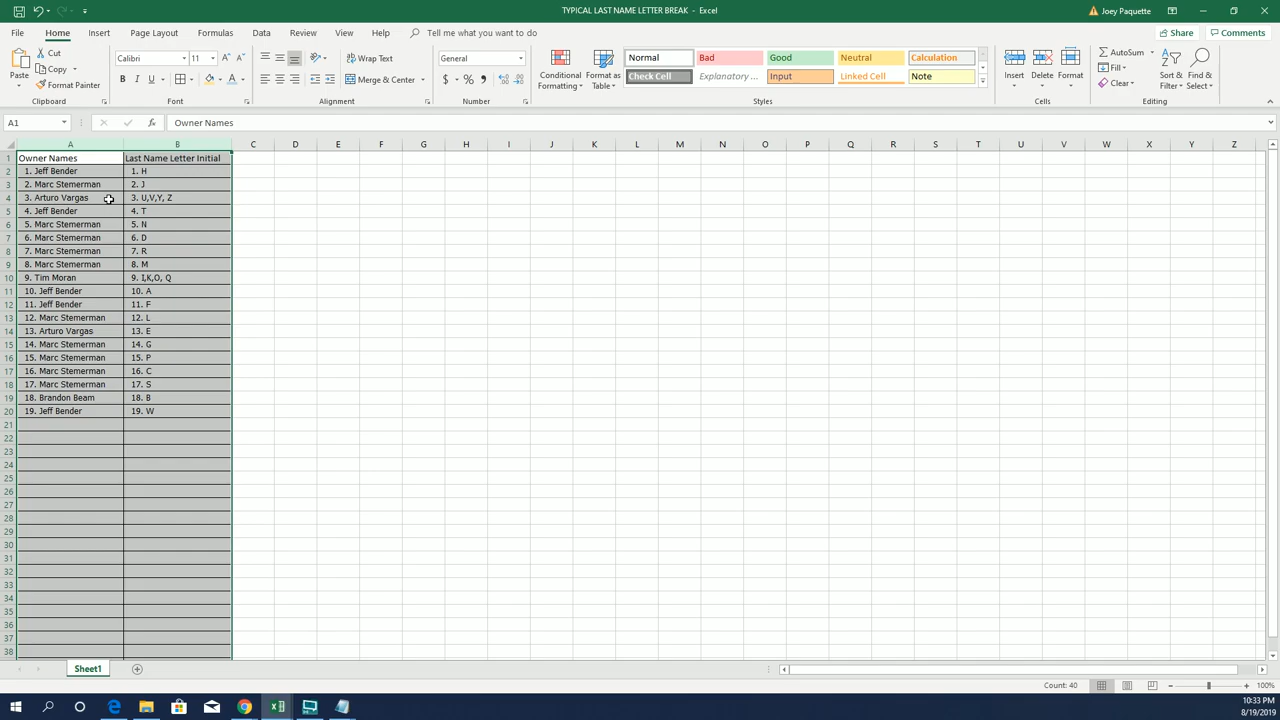 TYPICAL LAST NAME LETTER BREAK - Excel
Joey Paquette
File Home Insert Page Layout Formulas Data Review View Help Tell me what you want to do
Share Comments
Cut
Copy
Format Painter
Paste
Clipboard
Calibri 11
B I U
Font
Wrap Text
Merge & Center
Alignment
General
$ % ,
Number
Conditional Formatting
Format as Table
Normal Bad Good Neutral Calculation
Check Cell Explanatory ... Input Linked Cell Note
Styles
Insert Delete Format
Cells
AutoSum
Fill
Clear
Sort & Filter
Find & Select
Editing
A1 fx Owner Names
A B C D E F G H I J K L M N O P Q R S T U V W X Y Z
1 Owner Names Last Name Letter Initial
2 1. Jeff Bender 1. H
3 2. Marc Stemerman 2. J
4 3. Arturo Vargas 3. U,V,Y, Z
5 4. Jeff Bender 4. T
6 5. Marc Stemerman 5. N
7 6. Marc Stemerman 6. D
8 7. Marc Stemerman 7. R
9 8. Marc Stemerman 8. M
10 9. Tim Moran 9. I,K,O, Q
11 10. Jeff Bender 10. A
12 11. Jeff Bender 11. F
13 12. Marc Stemerman 12. L
14 13. Arturo Vargas 13. E
15 14. Marc Stemerman 14. G
16 15. Marc Stemerman 15. P
17 16. Marc Stemerman 16. C
18 17. Marc Stemerman 17. S
19 18. Brandon Beam 18. B
20 19. Jeff Bender 19. W
21
22
23
24
25
26
27
28
29
30
31
32
33
34
35
36
37
38
Sheet1
Count: 40 100%
10:33 PM
8/19/2019